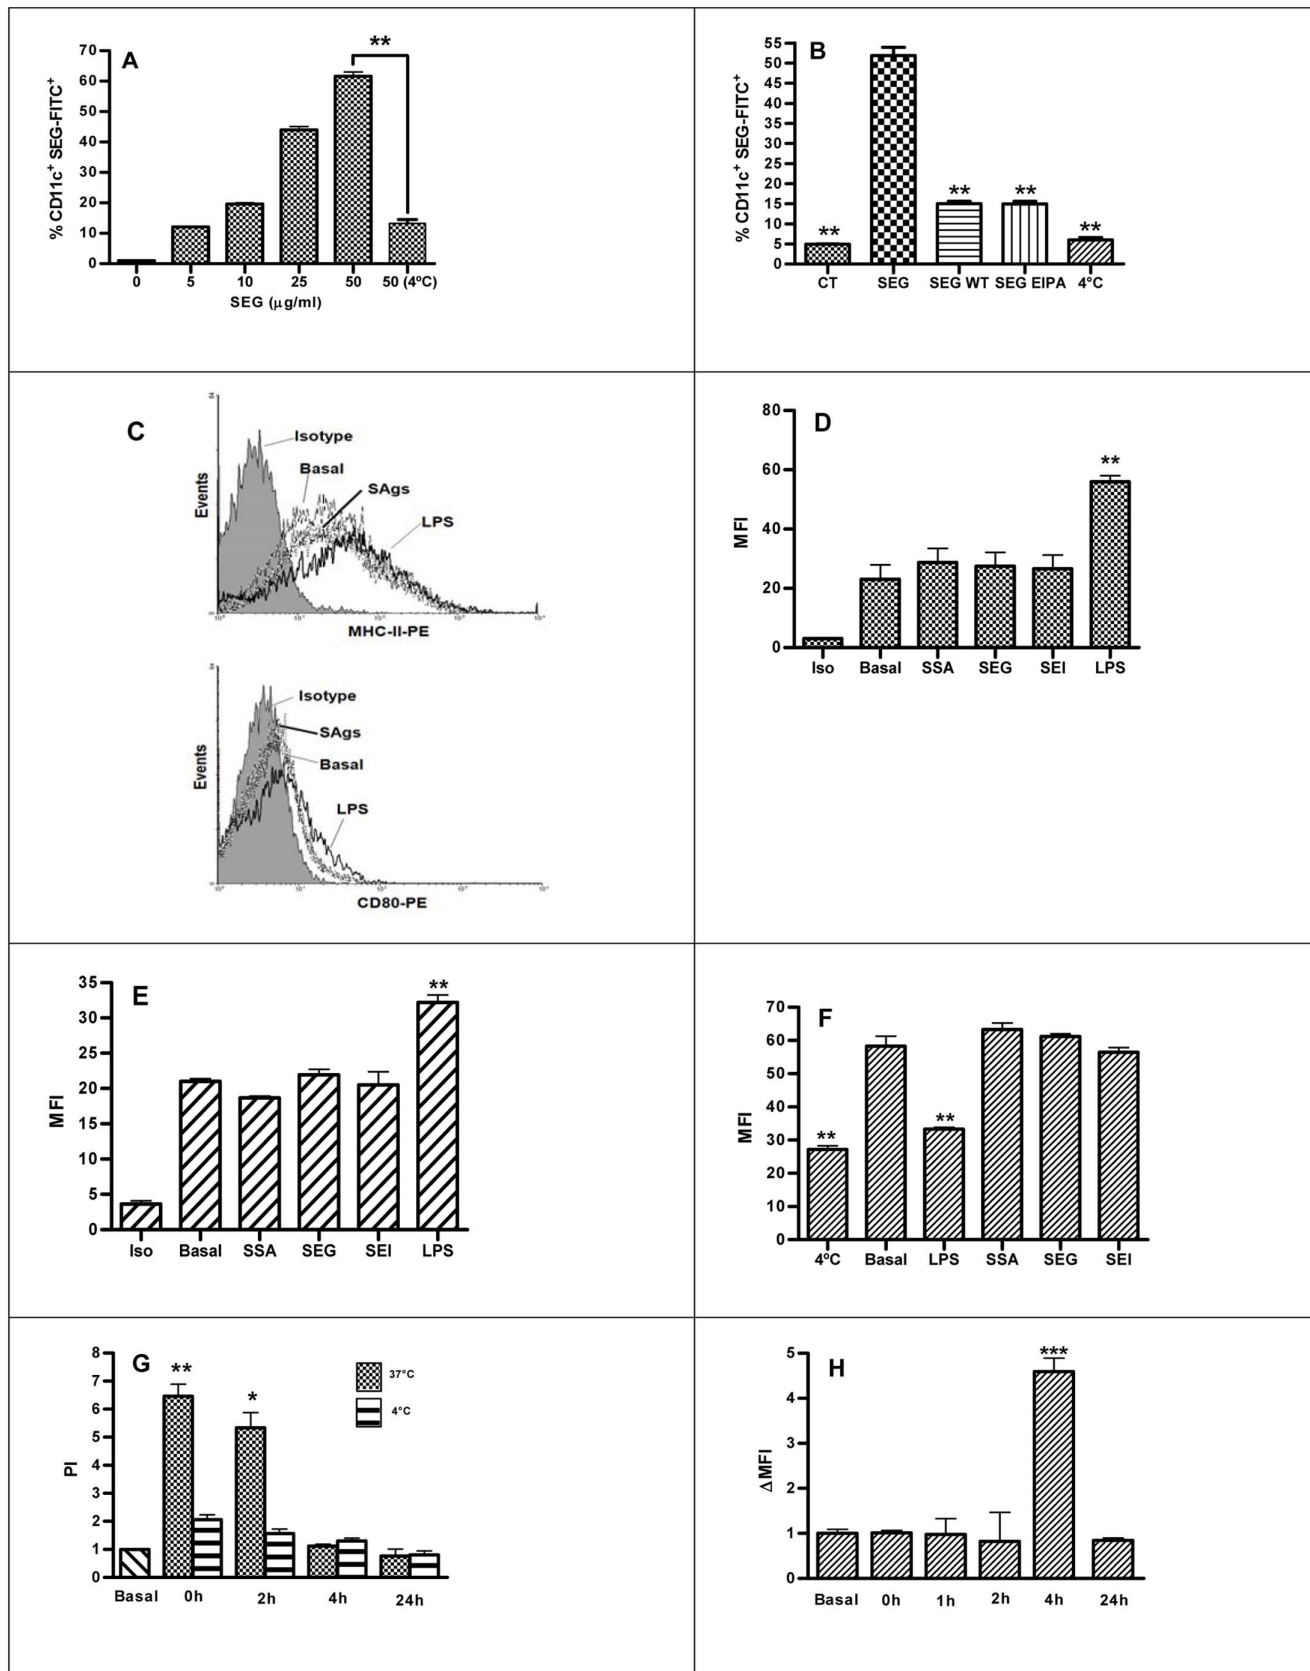 A
**
% CD11c⁺ SEG-FITC⁺
70
60
50
40
30
20
10
0
0 5 10 25 50 50 (4ºC)
SEG (μg/ml)
B
% CD11c⁺ SEG-FITC⁺
55
50
45
40
35
30
25
20
15
10
5
0
** ** ** **
CT SEG SEG WT SEG EIPA 4ºC
C
Isotype
Basal
SAgs
LPS
Events
MHC-II-PE
Isotype
SAgs
Basal
LPS
Events
CD80-PE
D
**
MFI
80
60
40
20
0
Iso Basal SSA SEG SEI LPS
E
**
MFI
35
30
25
20
15
10
5
0
Iso Basal SSA SEG SEI LPS
F
** **
MFI
70
60
50
40
30
20
10
0
4ºC Basal LPS SSA SEG SEI
G
** *
37°C
4°C
PI
8
7
6
5
4
3
2
1
0
Basal 0h 2h 4h 24h
H
***
ΔMFI
5
4
3
2
1
0
Basal 0h 1h 2h 4h 24h